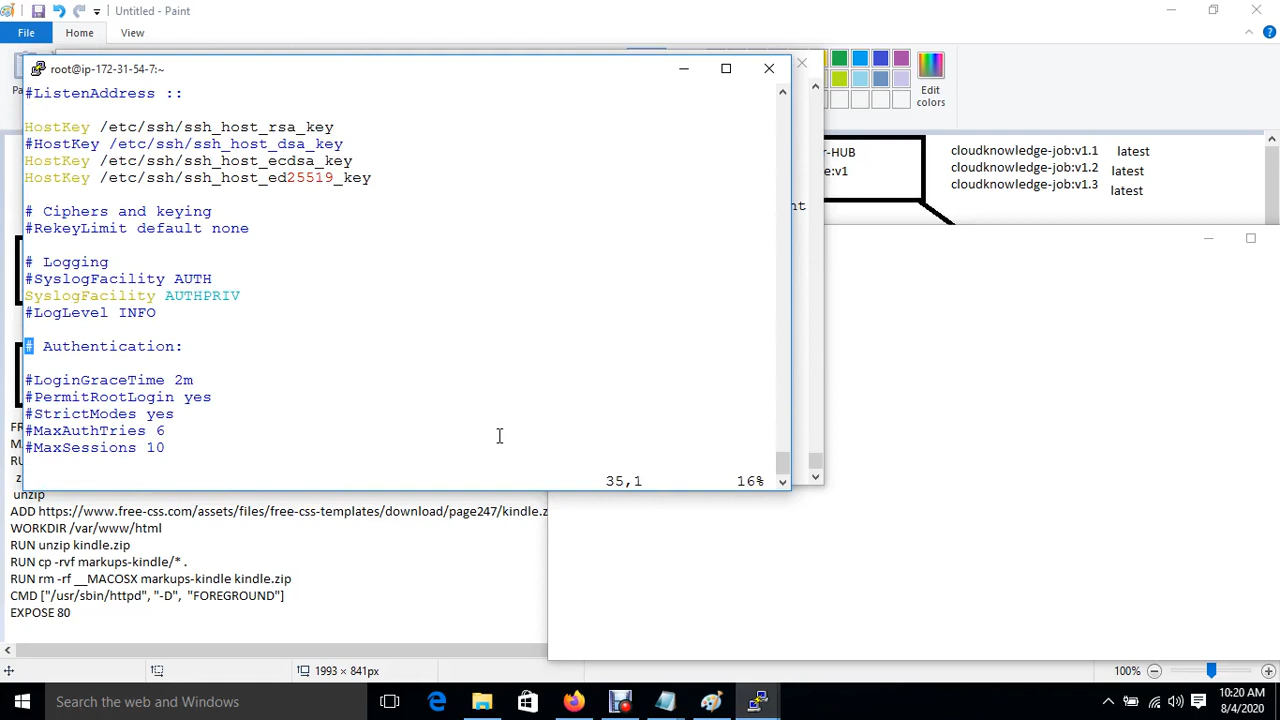 Untitled - Paint
File
Home
View
root@ip-172-31-54-7:~
Edit
colors
#ListenAddress ::
HostKey /etc/ssh/ssh_host_rsa_key
#HostKey /etc/ssh/ssh_host_dsa_key
HostKey /etc/ssh/ssh_host_ecdsa_key
HostKey /etc/ssh/ssh_host_ed25519_key
# Ciphers and keying
#RekeyLimit default none
# Logging
#SyslogFacility AUTH
SyslogFacility AUTHPRIV
#LogLevel INFO
# Authentication:
#LoginGraceTime 2m
#PermitRootLogin yes
#StrictModes yes
#MaxAuthTries 6
#MaxSessions 10
35,1 16%
r-HUB
e:v1
nt
cloudknowledge-job:v1.1 latest
cloudknowledge-job:v1.2 latest
cloudknowledge-job:v1.3 latest
FR
M
RU
z
unzip
ADD https://www.free-css.com/assets/files/free-css-templates/download/page247/kindle.z
WORKDIR /var/www/html
RUN unzip kindle.zip
RUN cp -rvf markups-kindle/* .
RUN rm -rf __MACOSX markups-kindle kindle.zip
CMD ["/usr/sbin/httpd", "-D", "FOREGROUND"]
EXPOSE 80
1993 × 841px
100%
Search the web and Windows
10:20 AM
8/4/2020